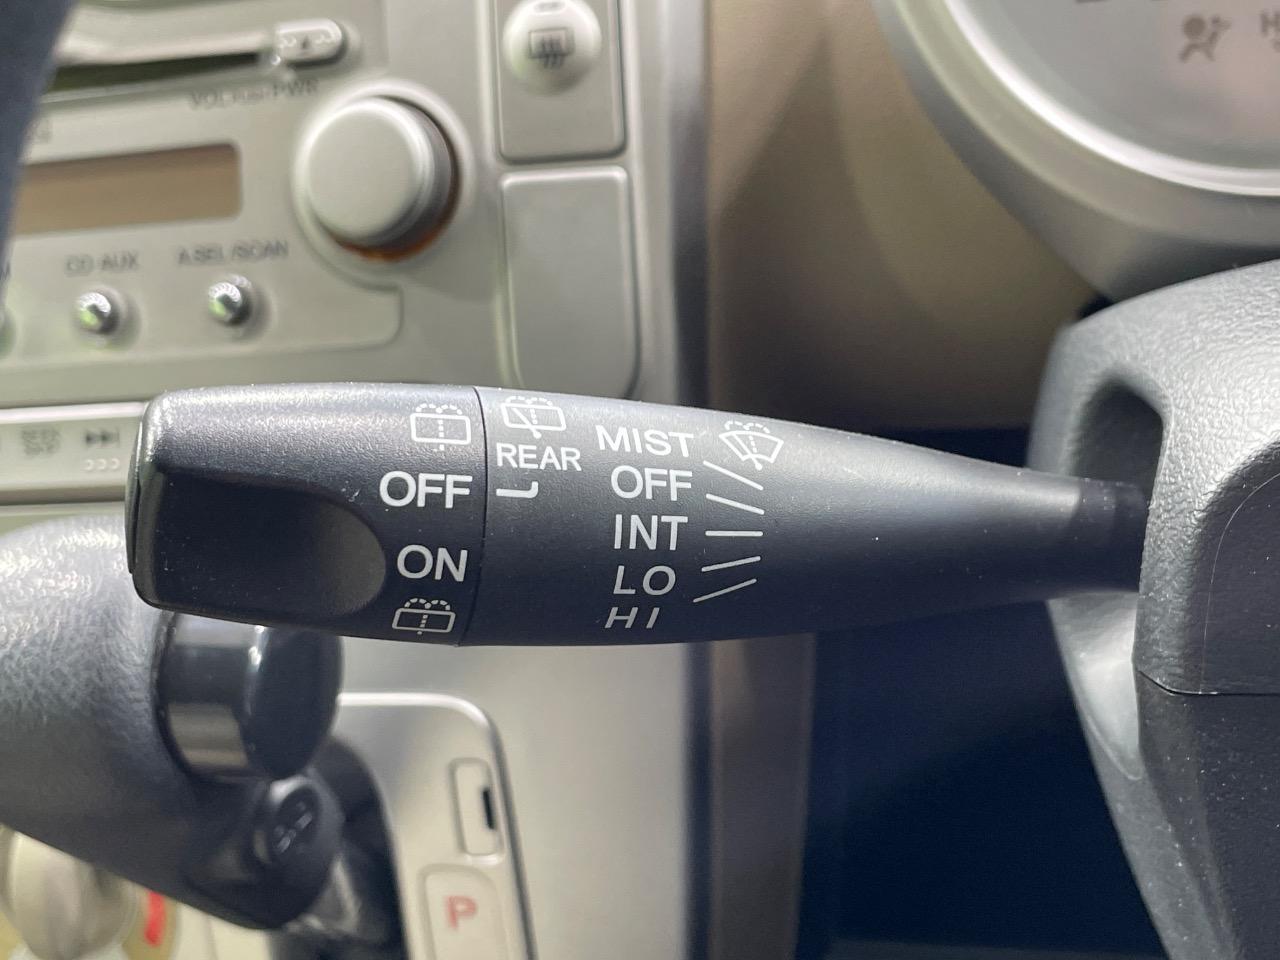 VOL/PUSH PWR
CD AUX
A.SEL/SCAN
REAR
OFF
ON
MIST
OFF
INT
LO
HI
P